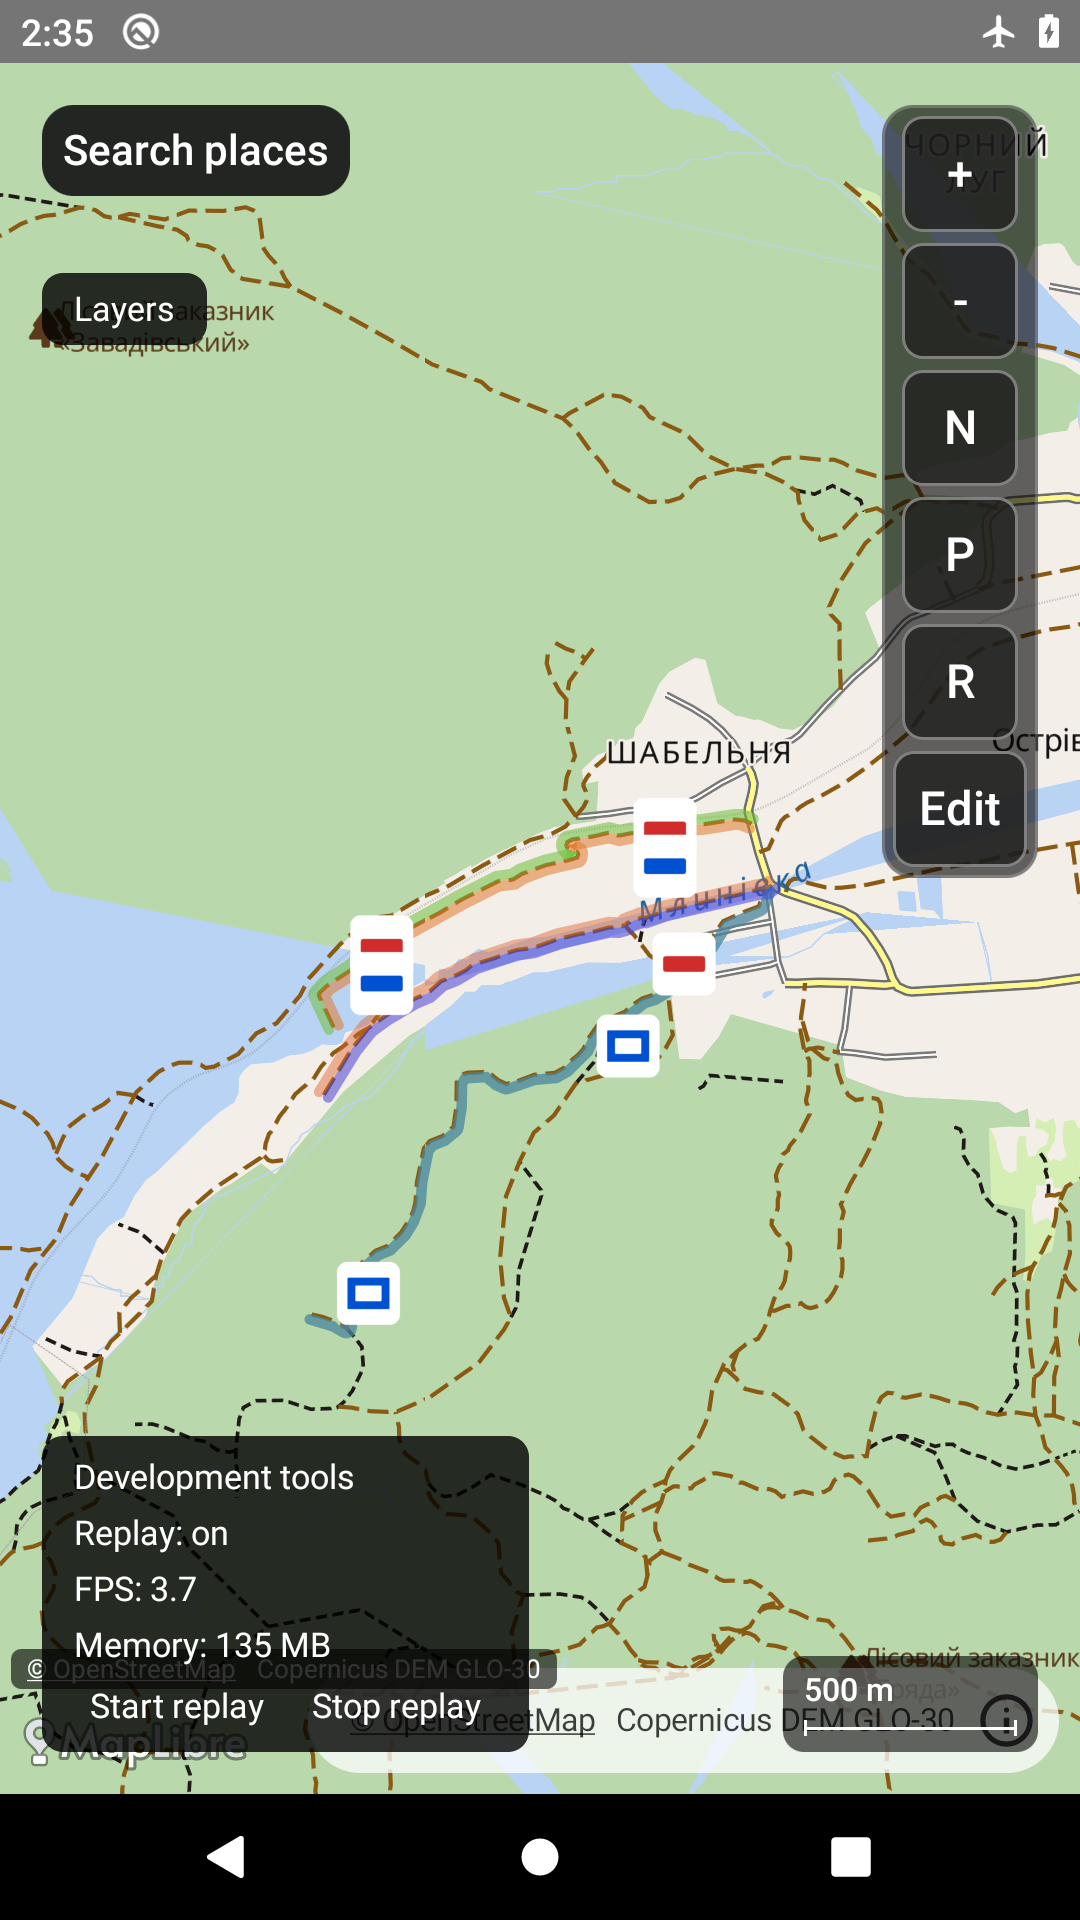 2:35
Search places
ЧОРНИЙ
ЛУГ
+
Layers
аказник
«Завадівський»
-
N
P
R
Острів
ШАБЕЛЬНЯ
Edit
Млинівка
Development tools
Replay: on
FPS: 3.7
Memory: 135 MB
Лісовий заказник
© OpenStreetMap Copernicus DEM GLO-30
500 m
Start replay Stop replay
© OpenStreetMap Copernicus DEM GLO-30
MapLibre